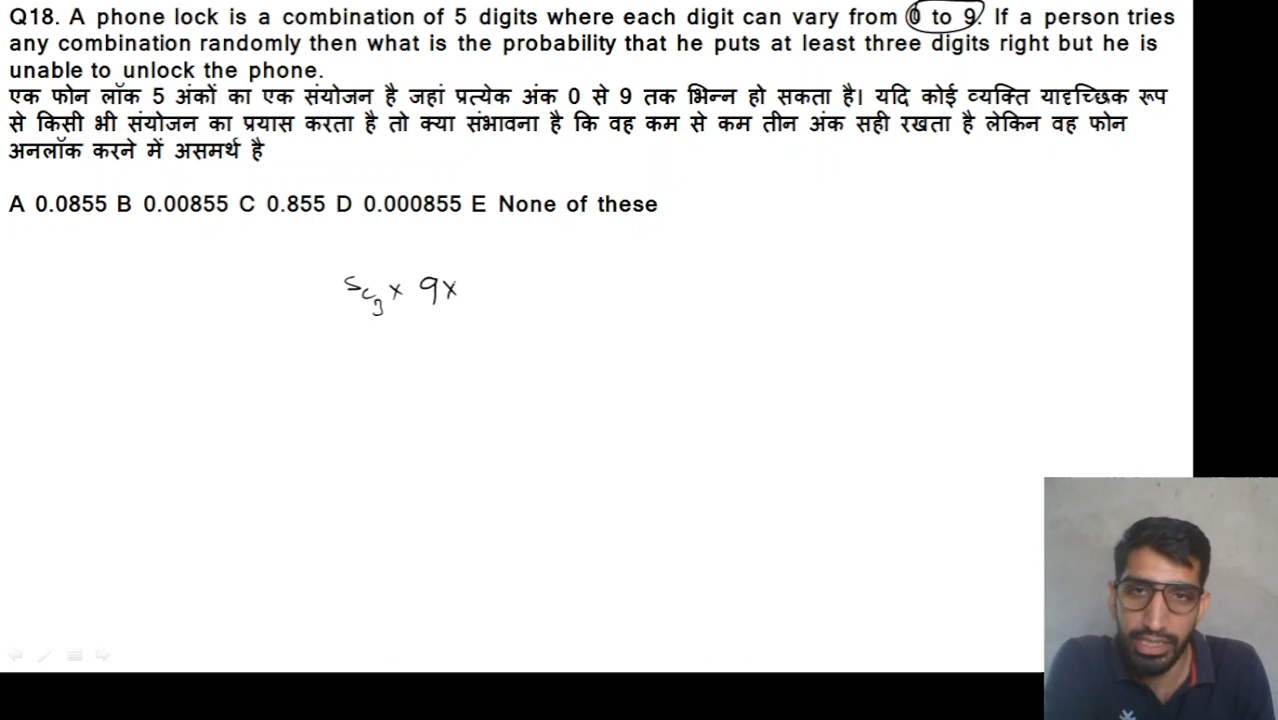 Q18. A phone lock is a combination of 5 digits where each digit can vary from 0 to 9. If a person tries
any combination randomly then what is the probability that he puts at least three digits right but he is
unable to unlock the phone.
एक फोन लॉक 5 अंकों का एक संयोजन है जहां प्रत्येक अंक 0 से 9 तक भिन्न हो सकता है। यदि कोई व्यक्ति यादृच्छिक रूप
से किसी भी संयोजन का प्रयास करता है तो क्या संभावना है कि वह कम से कम तीन अंक सही रखता है लेकिन वह फोन
अनलॉक करने में असमर्थ है
A 0.0855 B 0.00855 C 0.855 D 0.000855 E None of these
5c3 x 9x